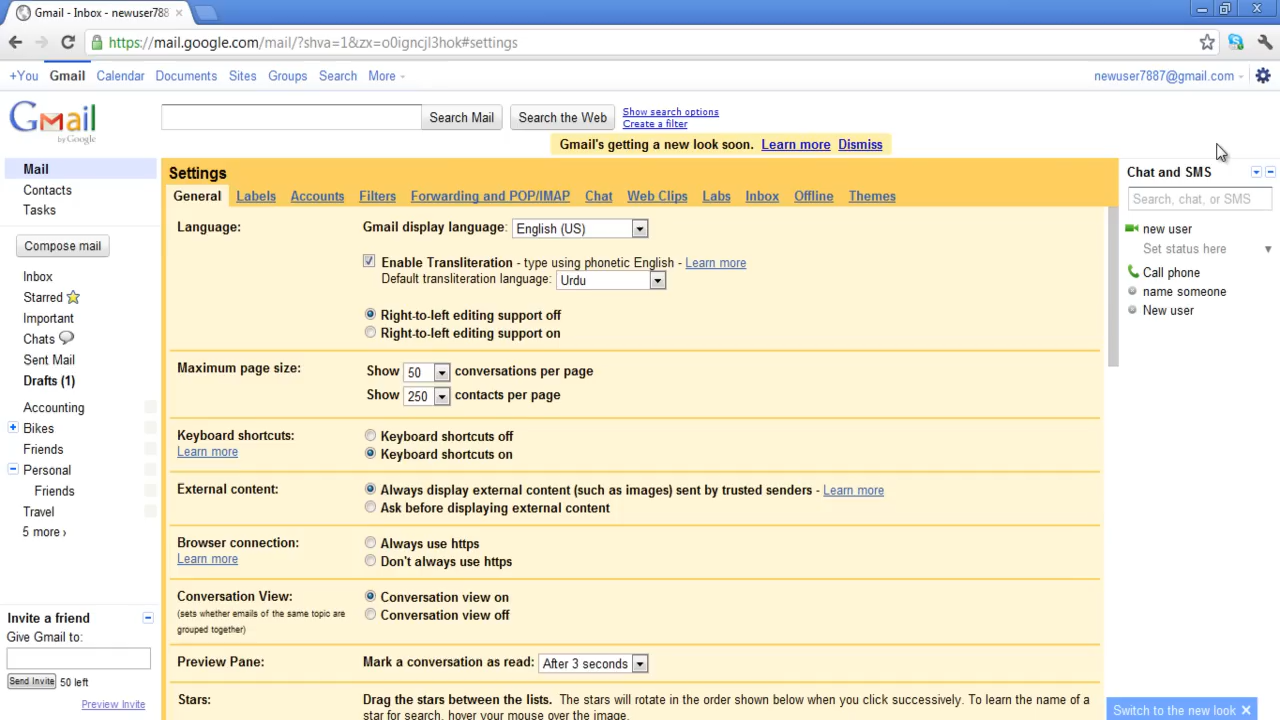 Gmail - Inbox - newuser788
https://mail.google.com/mail/?shva=1&zx=o0igncjl3hok#settings
+You Gmail Calendar Documents Sites Groups Search More
newuser7887@gmail.com
Gmail
by Google
Search Mail
Search the Web
Show search options
Create a filter
Gmail's getting a new look soon. Learn more Dismiss
Mail
Contacts
Tasks
Compose mail
Inbox
Starred
Important
Chats
Sent Mail
Drafts (1)
Accounting
Bikes
Friends
Personal
Friends
Travel
5 more ›
Invite a friend
Give Gmail to:
Send Invite 50 left
Preview Invite
Settings
General Labels Accounts Filters Forwarding and POP/IMAP Chat Web Clips Labs Inbox Offline Themes
Language:
Gmail display language: English (US)
Enable Transliteration - type using phonetic English - Learn more
Default transliteration language: Urdu
Right-to-left editing support off
Right-to-left editing support on
Maximum page size:
Show 50 conversations per page
Show 250 contacts per page
Keyboard shortcuts:
Learn more
Keyboard shortcuts off
Keyboard shortcuts on
External content:
Always display external content (such as images) sent by trusted senders - Learn more
Ask before displaying external content
Browser connection:
Learn more
Always use https
Don't always use https
Conversation View:
(sets whether emails of the same topic are
grouped together)
Conversation view on
Conversation view off
Preview Pane:
Mark a conversation as read: After 3 seconds
Stars:
Drag the stars between the lists. The stars will rotate in the order shown below when you click successively. To learn the name of a
star for search, hover your mouse over the image.
Chat and SMS
Search, chat, or SMS
new user
Set status here
Call phone
name someone
New user
Switch to the new look